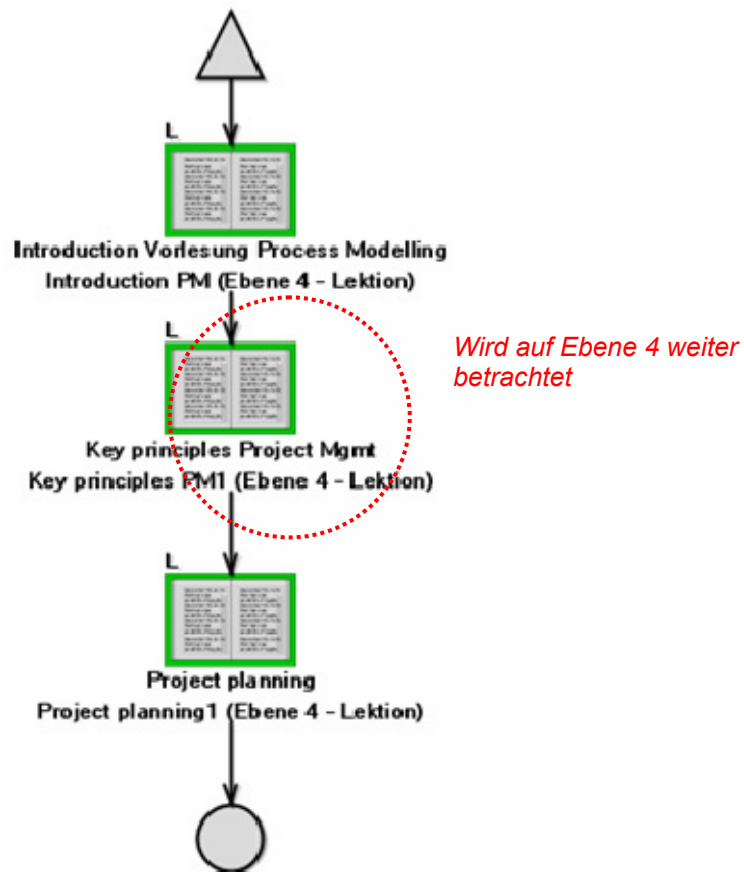 L
Introduction Vorlesung Process Modelling
Introduction PM (Ebene 4 - Lektion)
L
Wird auf Ebene 4 weiter
betrachtet
Key principles Project Mgmt
Key principles PM1 (Ebene 4 - Lektion)
L
Project planning
Project planning1 (Ebene 4 - Lektion)